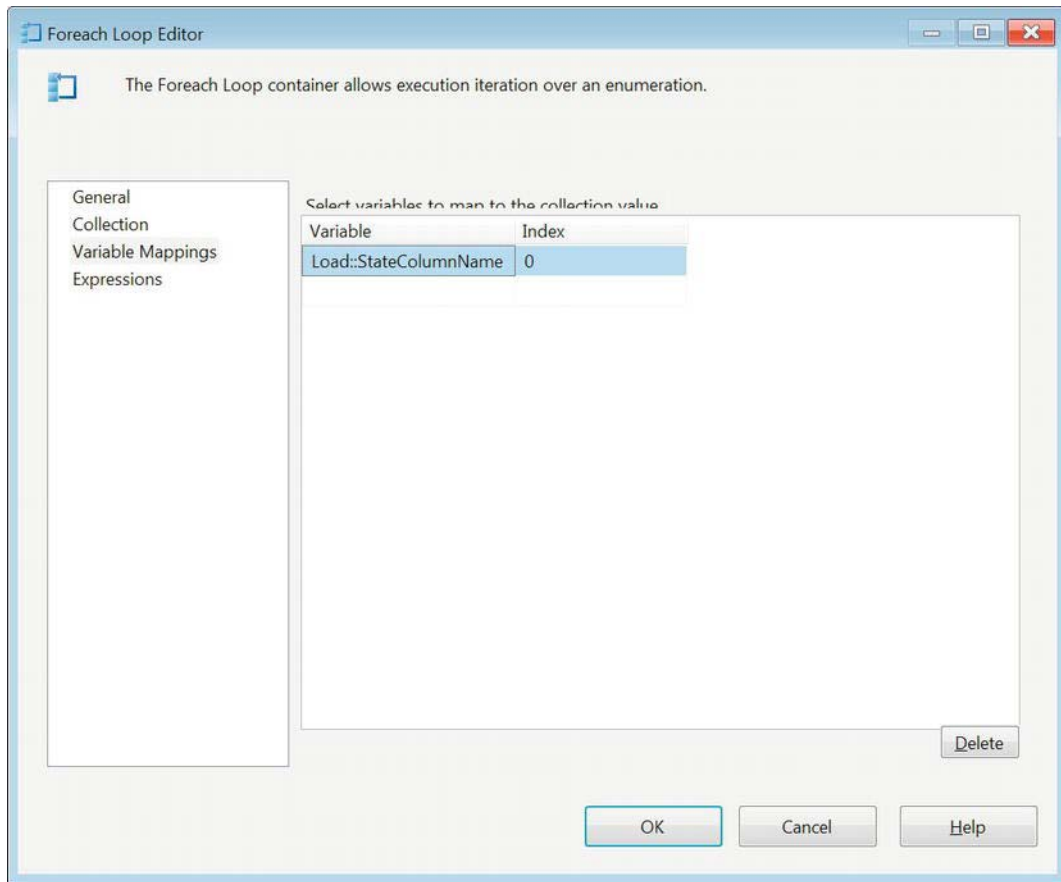 Foreach Loop Editor
The Foreach Loop container allows execution iteration over an enumeration.
General
Collection
Variable Mappings
Expressions
Select variables to map to the collection value
Variable Index
Load::StateColumnName 0
Delete
OK Cancel Help